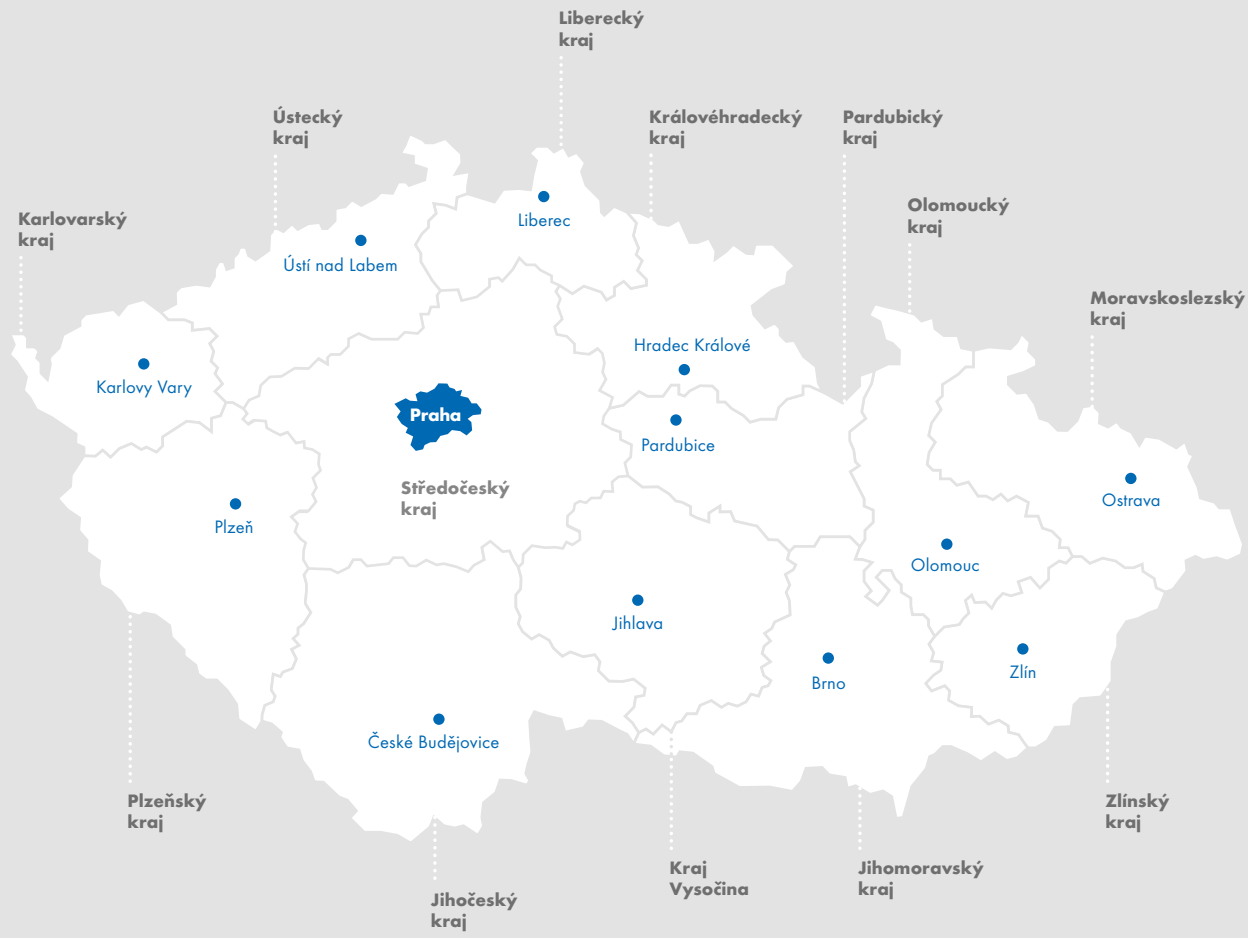 Liberecký
kraj
Ústecký
kraj
Královéhradecký
kraj
Pardubický
kraj
Karlovarský
kraj
Olomoucký
kraj
Moravskoslezský
kraj
Liberec
Ústí nad Labem
Hradec Králové
Karlovy Vary
Praha
Pardubice
Středočeský
kraj
Plzeň
Ostrava
Olomouc
Jihlava
Zlín
Brno
České Budějovice
Plzeňský
kraj
Zlínský
kraj
Kraj
Vysočina
Jihomoravský
kraj
Jihočeský
kraj